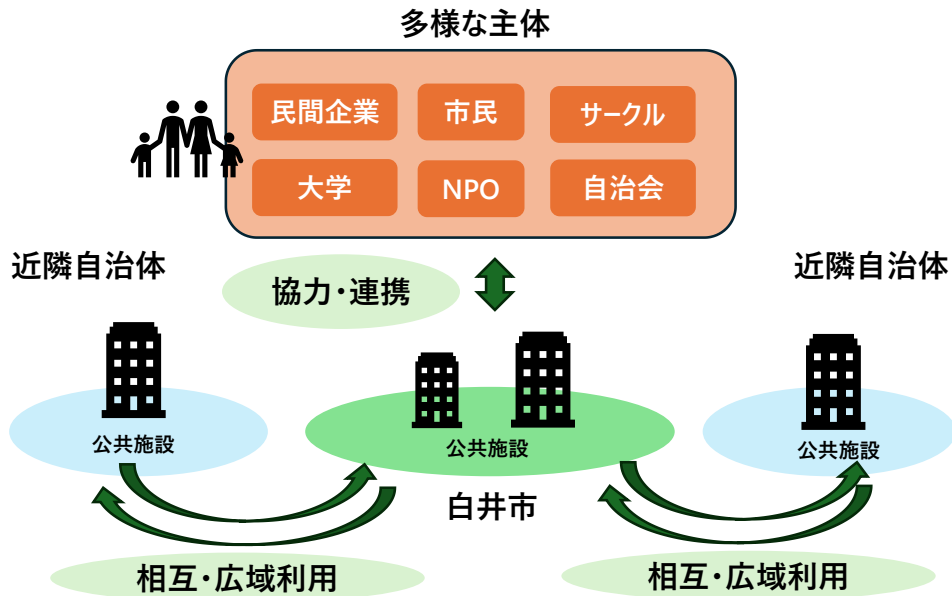 多様な主体
民間企業
市民
サークル
大学
NPO
自治会
近隣自治体
近隣自治体
協力・連携
公共施設
公共施設
公共施設
白井市
相互・広域利用
相互・広域利用